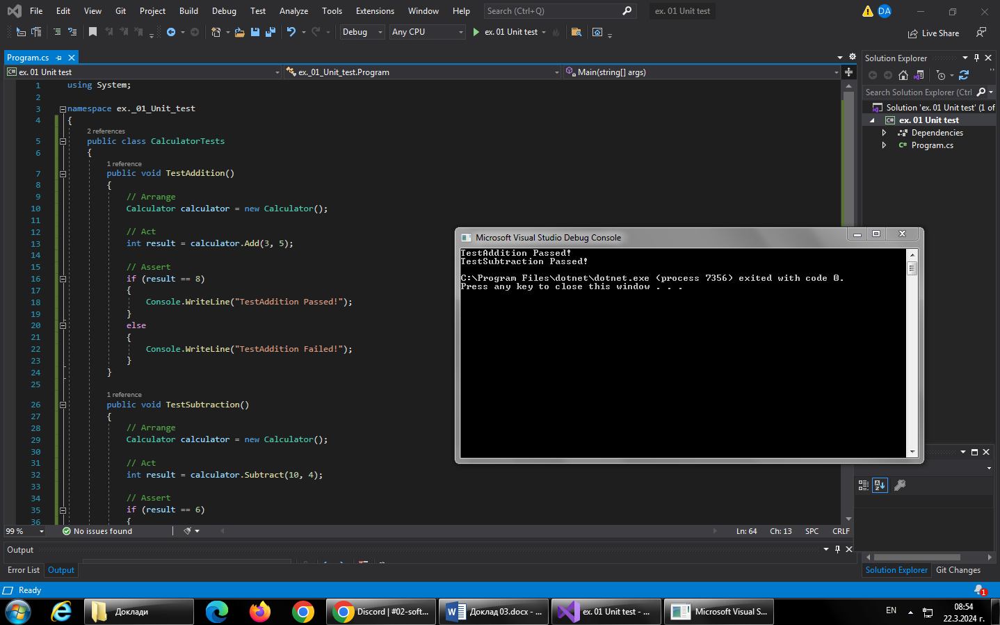 File Edit View Git Project Build Debug Test Analyze Tools Extensions Window Help Search (Ctrl+Q) ex. 01 Unit test DA
Debug Any CPU ex. 01 Unit test Live Share
Program.cs
ex. 01 Unit test ex._01_Unit_test.Program Main(string[] args)
1 using System;
2
3 namespace ex._01_Unit_test
4 {
2 references
5 public class CalculatorTests
6 {
1 reference
7 public void TestAddition()
8 {
9 // Arrange
10 Calculator calculator = new Calculator();
11
12 // Act
13 int result = calculator.Add(3, 5);
14
15 // Assert
16 if (result == 8)
17 {
18 Console.WriteLine("TestAddition Passed!");
19 }
20 else
21 {
22 Console.WriteLine("TestAddition Failed!");
23 }
24 }
25
1 reference
26 public void TestSubtraction()
27 {
28 // Arrange
29 Calculator calculator = new Calculator();
30
31 // Act
32 int result = calculator.Subtract(10, 4);
33
34 // Assert
35 if (result == 6)
36 {
99 % No issues found Ln: 64 Ch: 13 SPC CRLF
Solution Explorer
Search Solution Explorer (Ctrl
Solution 'ex. 01 Unit test' (1 of
ex. 01 Unit test
Dependencies
Program.cs
Microsoft Visual Studio Debug Console
TestAddition Passed!
TestSubtraction Passed!
C:\Program Files\dotnet\dotnet.exe (process 7356) exited with code 0.
Press any key to close this window . . .
Output
Error List Output
Solution Explorer Git Changes
Ready 1
Доклади Discord | #02-soft... Доклад 03.docx - ... ex. 01 Unit test - ... Microsoft Visual S... EN 08:54
22.3.2024 г.